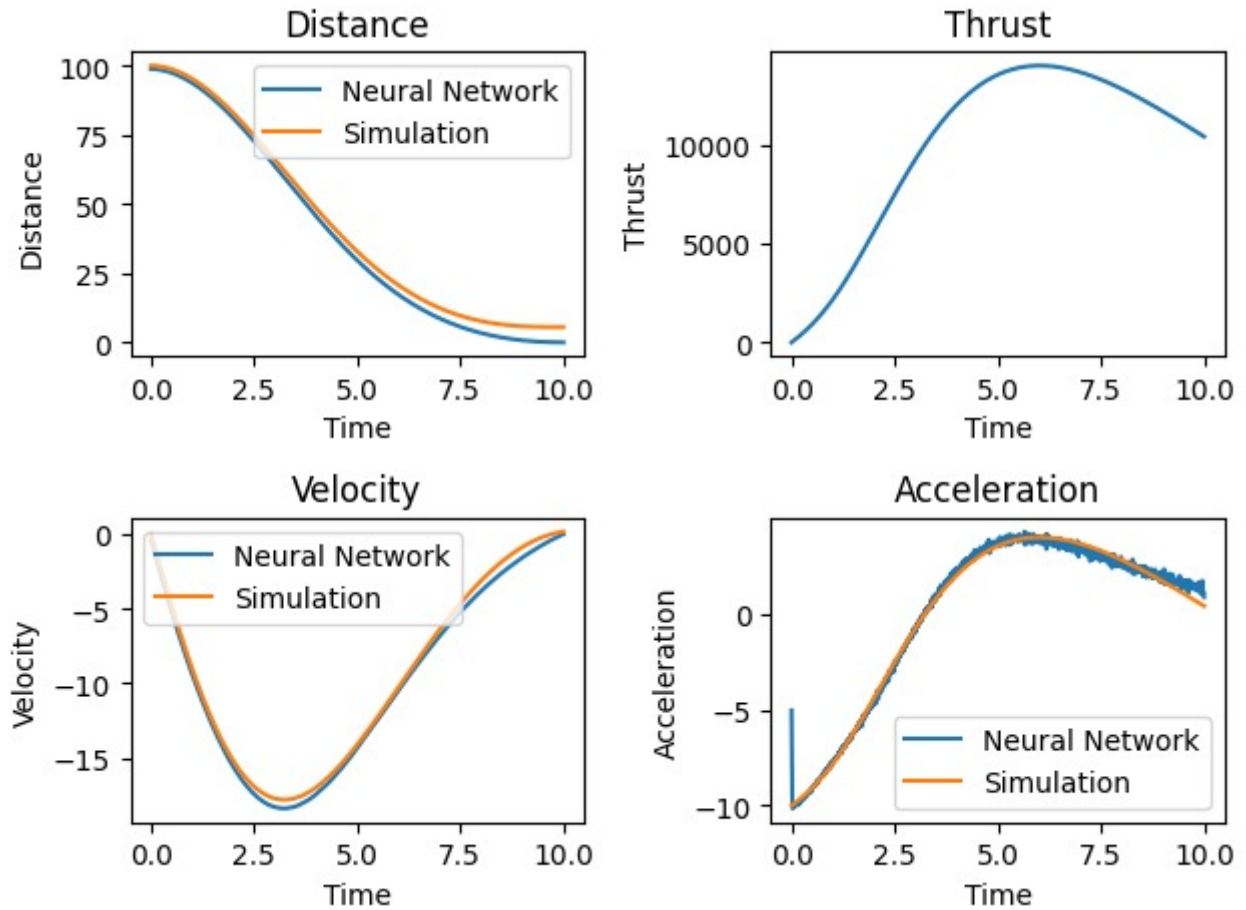 Distance
Distance
100
75
50
25
0
Neural Network
Simulation
0.0 2.5 5.0 7.5 10.0
Time
Thrust
Thrust
10000
5000
0
0.0 2.5 5.0 7.5 10.0
Time
Velocity
Velocity
0
−5
−10
−15
Neural Network
Simulation
0.0 2.5 5.0 7.5 10.0
Time
Acceleration
Acceleration
0
−5
−10
Neural Network
Simulation
0.0 2.5 5.0 7.5 10.0
Time